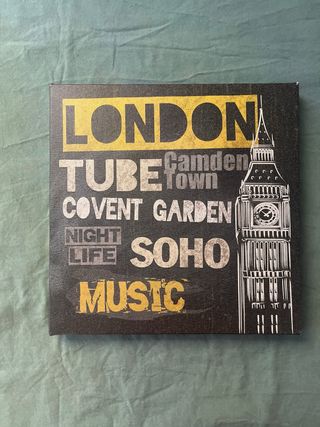 LONDON
TUBE
Camden
Town
COVENT GARDEN
NIGHT
LIFE
SOHO
MUSIC